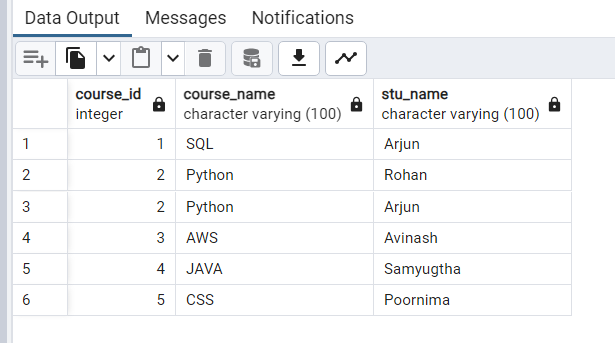 Data Output Messages Notifications
course_id course_name stu_name
integer character varying (100) character varying (100)
1 1 SQL Arjun
2 2 Python Rohan
3 2 Python Arjun
4 3 AWS Avinash
5 4 JAVA Samyugtha
6 5 CSS Poornima